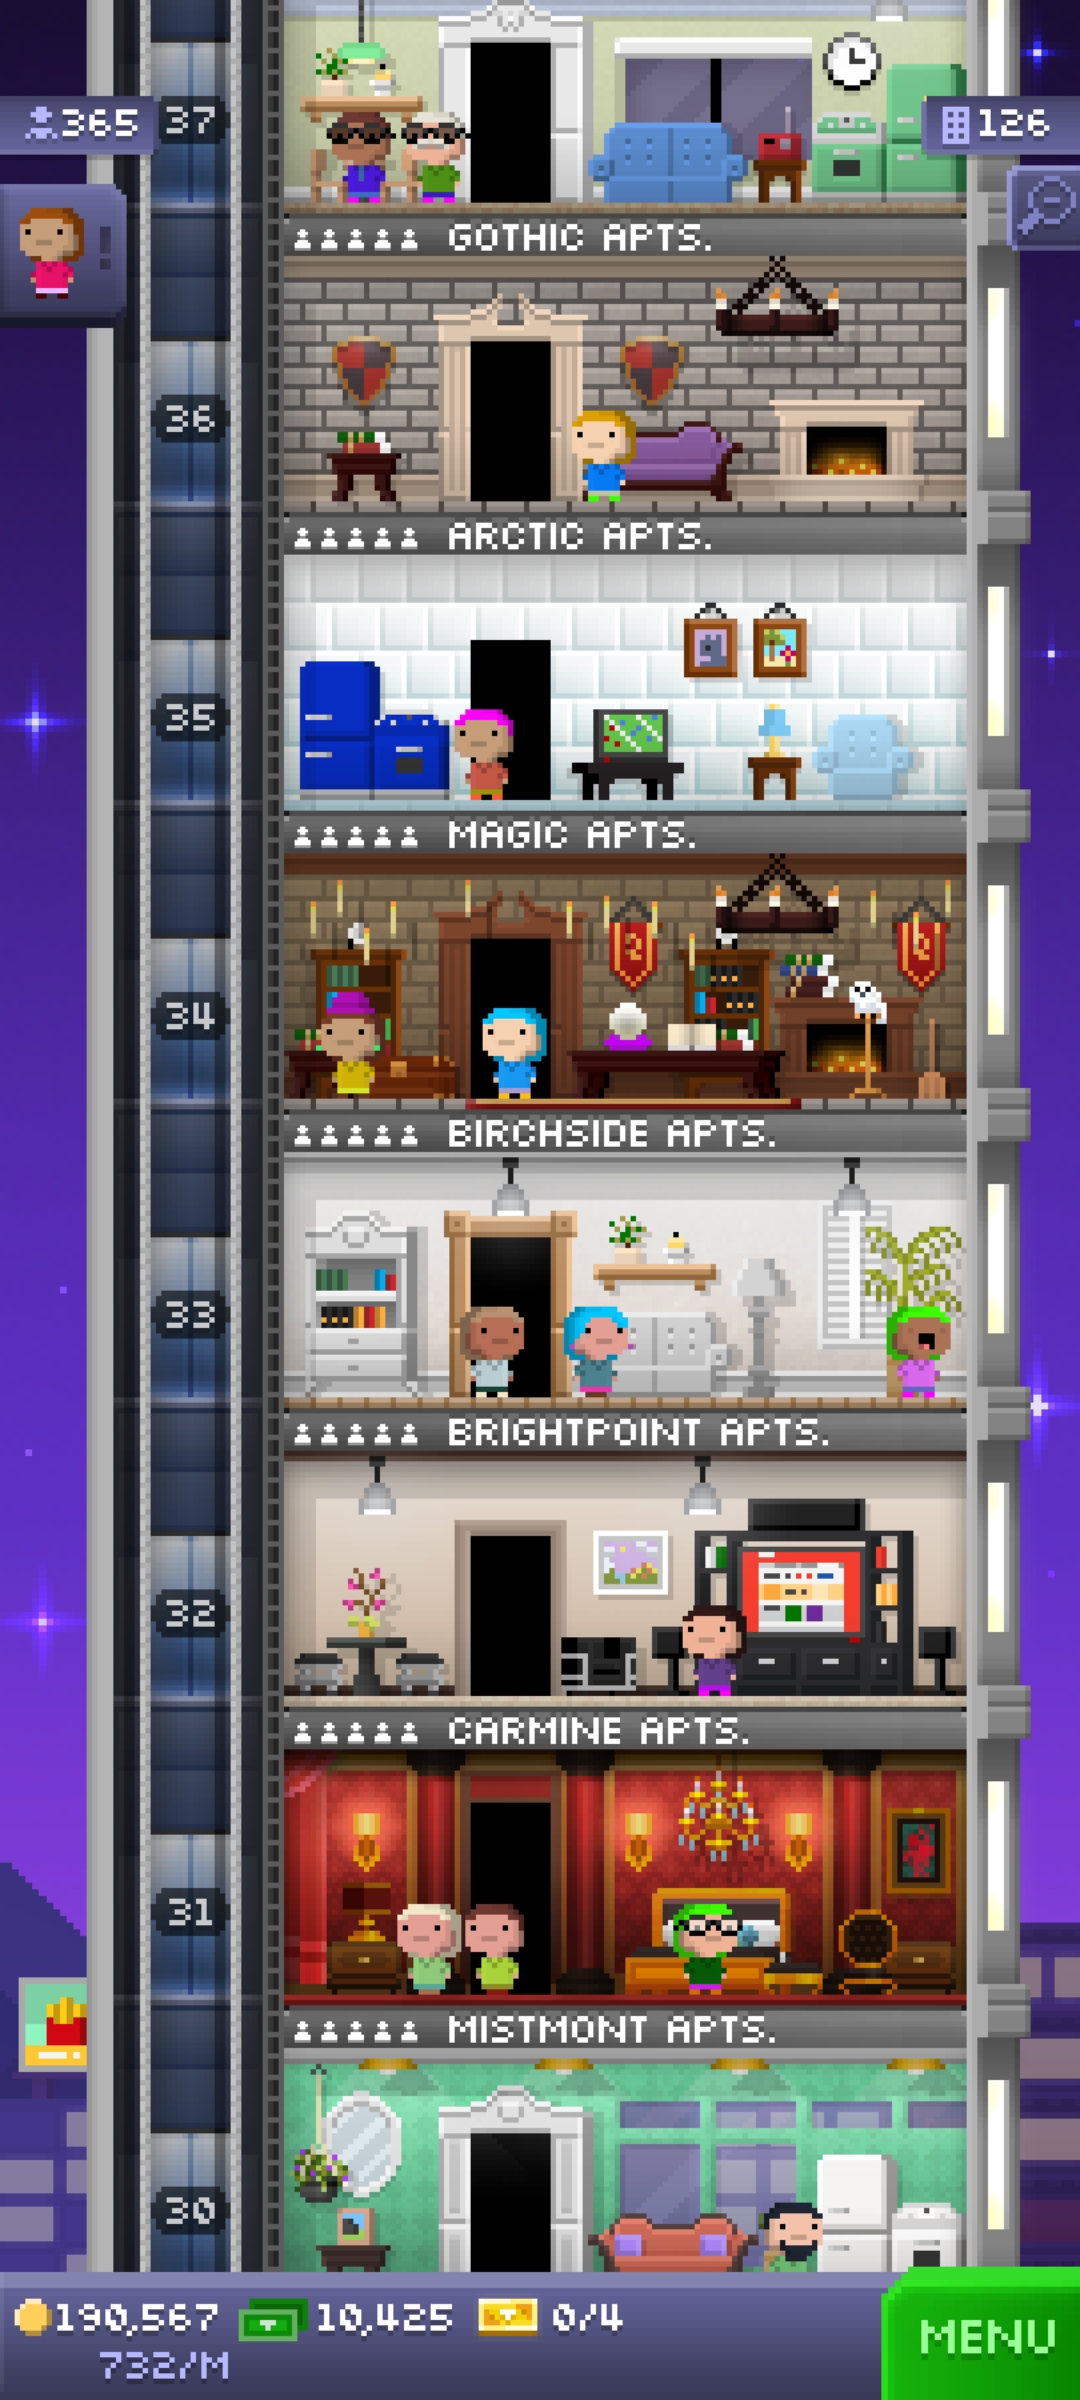 37
365
126
GOTHIC APTS.
36
ARCTIC APTS.
35
MAGIC APTS.
34
BIRCHSIDE APTS.
33
BRIGHTPOINT APTS.
32
CARMINE APTS.
31
MISTMONT APTS.
30
190,567 10,425 0/4
732/M
MENU